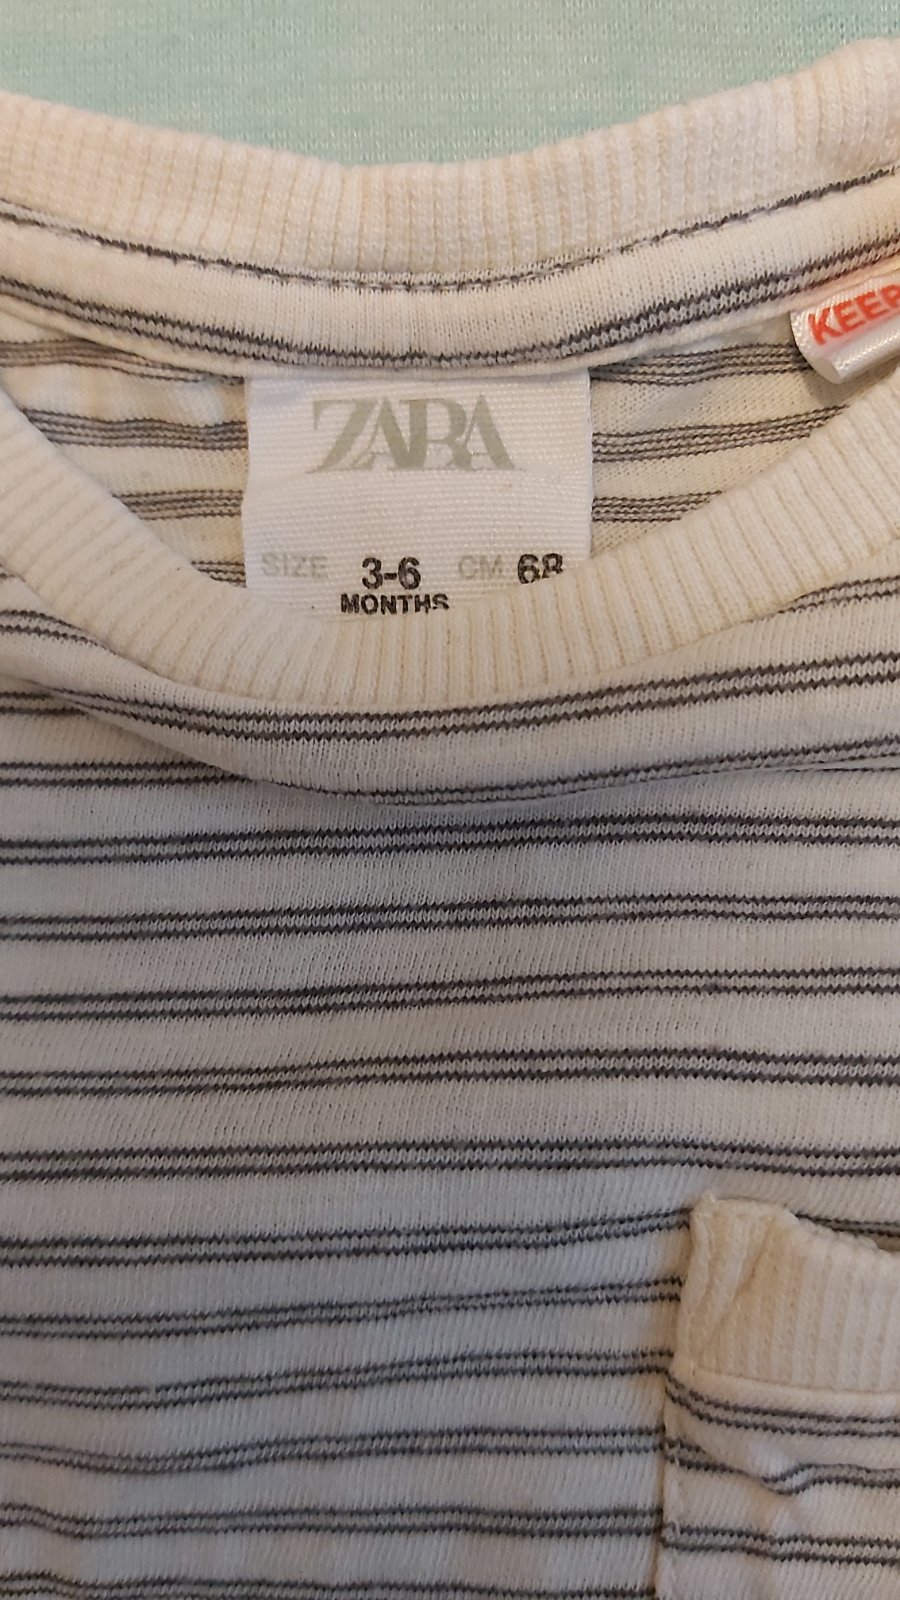 KEEP
ZARA
SIZE 3-6 CM 68
MONTHS